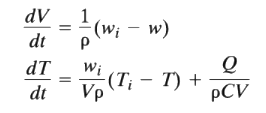 dV/dt = 1/ρ (w_i − w)
dT/dt = w_i/Vρ (T_i − T) + Q/ρCV